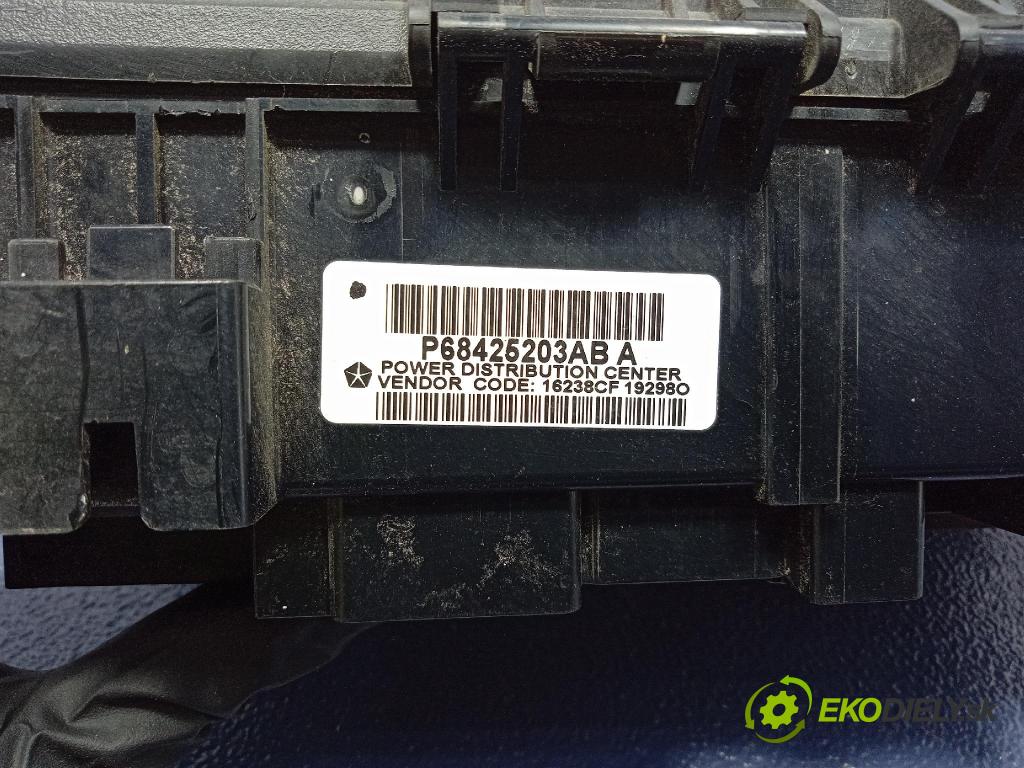 P68425203AB A
POWER DISTRIBUTION CENTER
VENDOR CODE: 16238CF 19298O
EKODIELY.SK